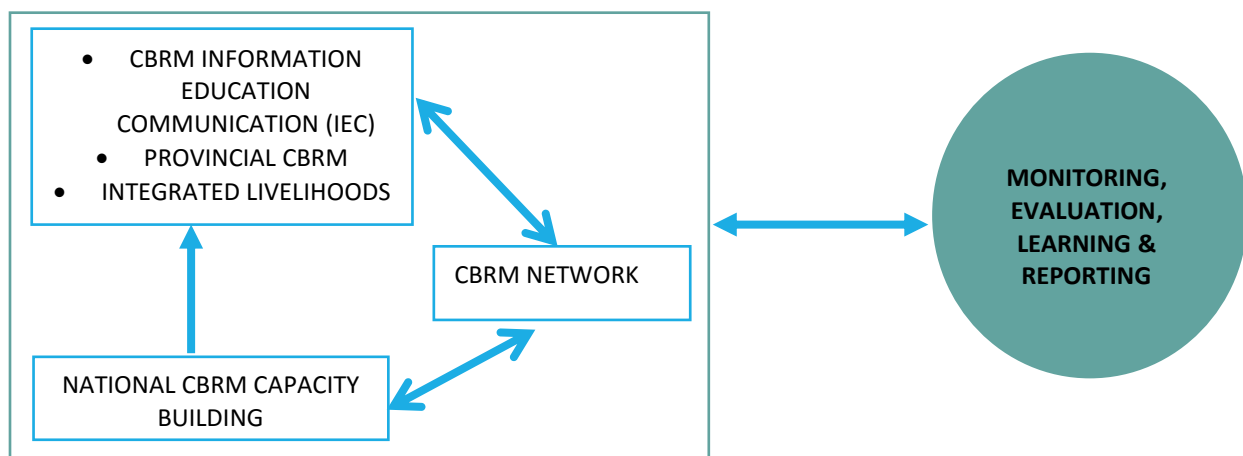 • CBRM INFORMATION
EDUCATION
COMMUNICATION (IEC)
• PROVINCIAL CBRM
• INTEGRATED LIVELIHOODS
CBRM NETWORK
NATIONAL CBRM CAPACITY
BUILDING
MONITORING,
EVALUATION,
LEARNING &
REPORTING